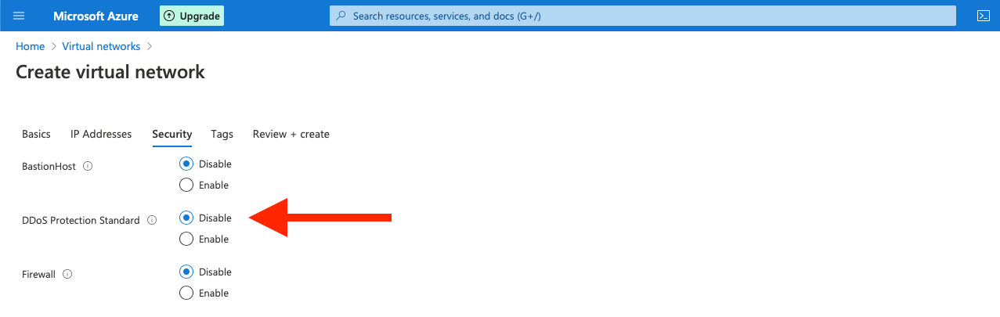 Microsoft Azure Upgrade Search resources, services, and docs (G+/)
Home > Virtual networks >
Create virtual network
Basics IP Addresses Security Tags Review + create
BastionHost Disable
Enable
DDoS Protection Standard Disable
Enable
Firewall Disable
Enable